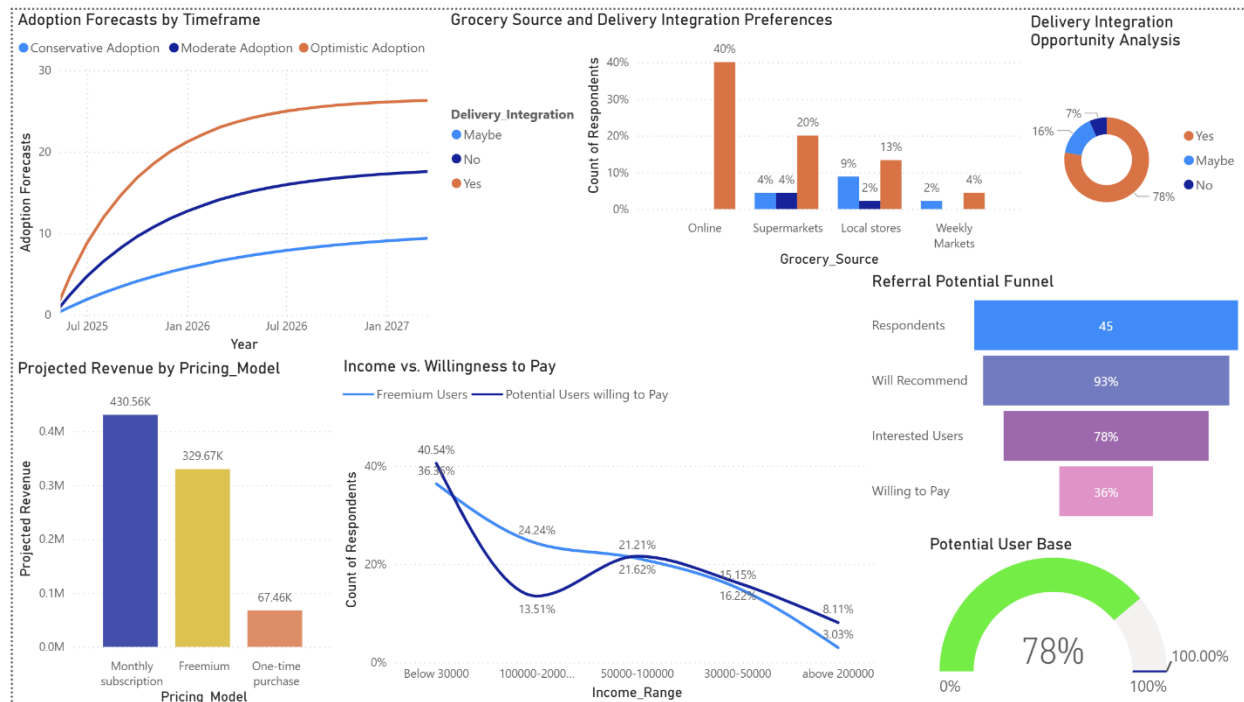 Adoption Forecasts by Timeframe
Conservative Adoption Moderate Adoption Optimistic Adoption
30
20
10
0
Adoption Forecasts
Jul 2025 Jan 2026 Jul 2026 Jan 2027
Year
Grocery Source and Delivery Integration Preferences
Delivery_Integration
Maybe
No
Yes
Count of Respondents
40%
30%
20%
10%
0%
40%
4% 4% 20%
9% 2% 13%
2% 4%
Online Supermarkets Local stores Weekly
Markets
Grocery_Source
Delivery Integration
Opportunity Analysis
7%
16%
78%
Yes
Maybe
No
Referral Potential Funnel
Respondents 45
Will Recommend 93%
Interested Users 78%
Willing to Pay 36%
Projected Revenue by Pricing_Model
Projected Revenue
0.4M
0.3M
0.2M
0.1M
0.0M
430.56K
329.67K
67.46K
Monthly Freemium One-time
subscription purchase
Pricing_Model
Income vs. Willingness to Pay
Freemium Users Potential Users willing to Pay
Count of Respondents
40%
20%
0%
40.54%
36.36%
24.24%
13.51%
21.21%
21.62%
15.15%
16.22%
8.11%
3.03%
Below 30000 100000-2000... 50000-100000 30000-50000 above 200000
Income_Range
Potential User Base
78%
100.00%
0% 100%